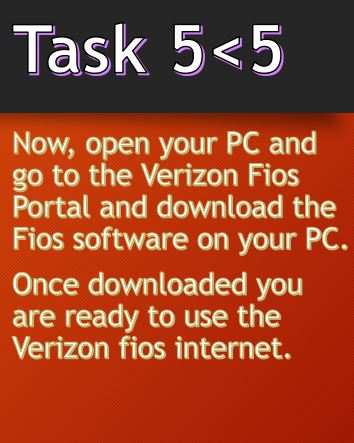 Task 5<5
Now, open your PC and
go to the Verizon Fios
Portal and download the
Fios software on your PC.
Once downloaded you
are ready to use the
Verizon fios internet.